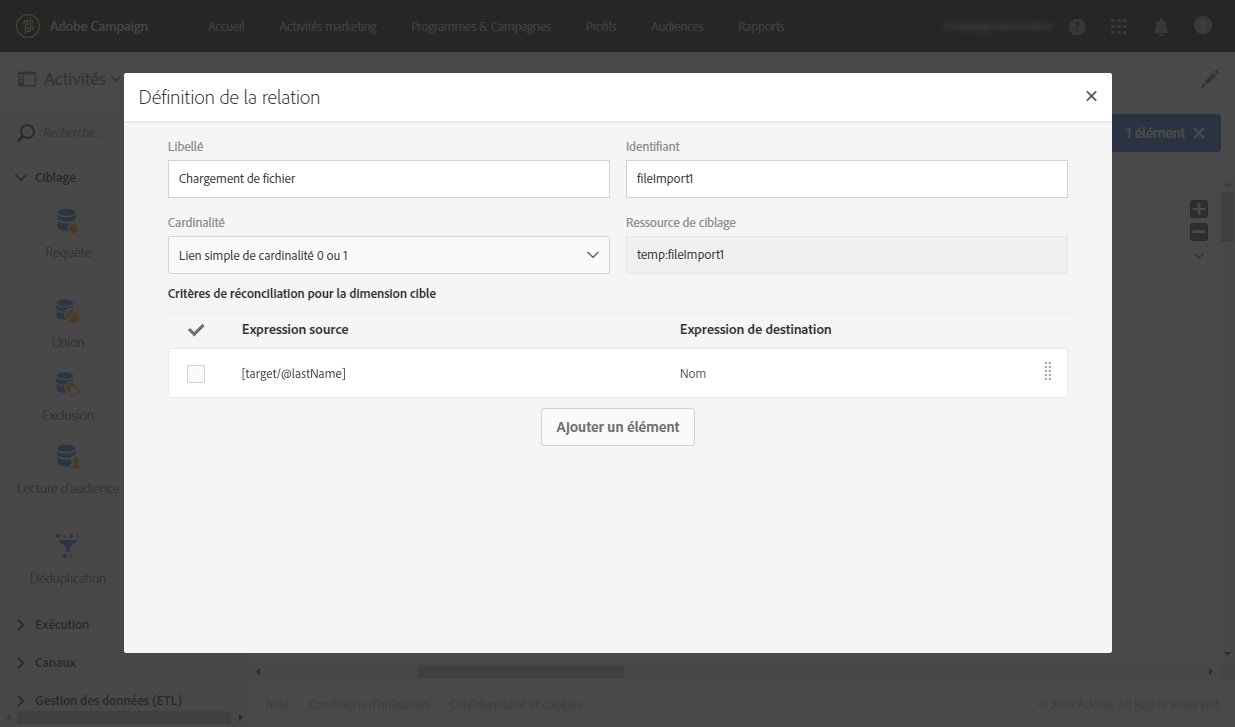 Adobe Campaign
Accueil
Activités marketing
Programmes & Campagnes
Profils
Audiences
Rapports
Activités
Définition de la relation
Recherche...
1 élément
Libellé
Identifiant
Chargement de fichier
fileImport1
Ciblage
Cardinalité
Ressource de ciblage
Requête
Lien simple de cardinalité 0 ou 1
temp:fileImport1
Critères de réconciliation pour la dimension cible
Expression source
Expression de destination
Union
[target/@lastName]
Nom
Exclusion
Ajouter un élément
Lecture d'audience
Déduplication
Exécution
Canaux
Gestion des données (ETL)
Aide
Conditions d'utilisation
Confidentialité et cookies
© 2019 Adobe. All Rights Reserved.